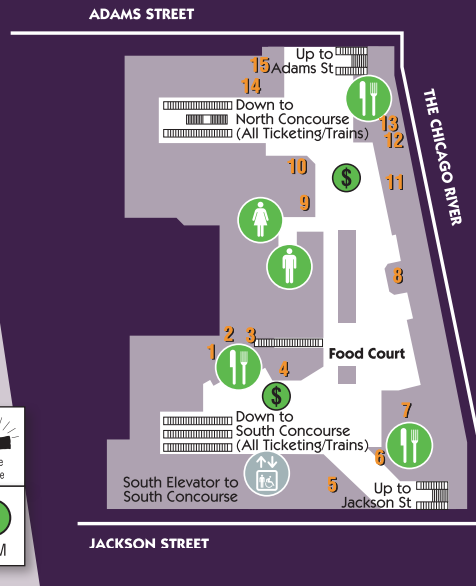 ADAMS STREET
Up to
Adams St
15
14
Down to
North Concourse
(All Ticketing/Trains)
13
12
THE CHICAGO RIVER
10
$
11
9
8
2
3
1
Food Court
4
$
7
Down to
South Concourse
(All Ticketing/Trains)
6
South Elevator to
South Concourse
5
Up to
Jackson St
JACKSON STREET
e
e
M